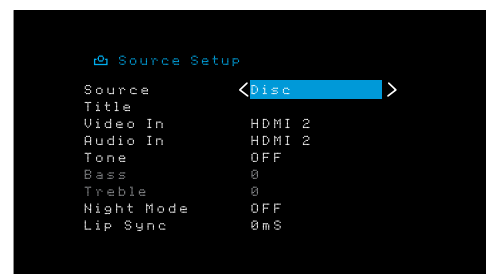 Source Setup
Source Disc
Title
Video In HDMI 2
Audio In HDMI 2
Tone OFF
Bass 0
Treble 0
Night Mode OFF
Lip Sync 0mS